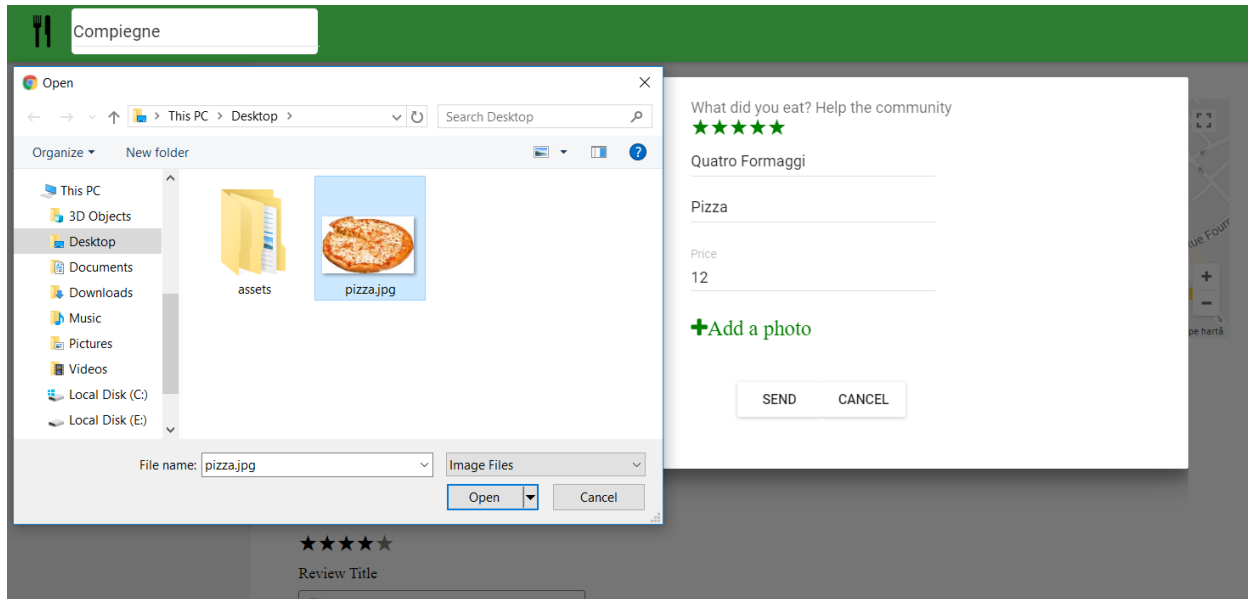 Compiegne
Open
This PC > Desktop >
Search Desktop
Organize
New folder
This PC
3D Objects
Desktop
Documents
Downloads
Music
Pictures
Videos
Local Disk (C:)
Local Disk (E:)
assets
pizza.jpg
File name: pizza.jpg
Image Files
Open
Cancel
What did you eat? Help the community
Quatro Formaggi
Pizza
Price
12
Add a photo
SEND
CANCEL
pe hartă
Review Title